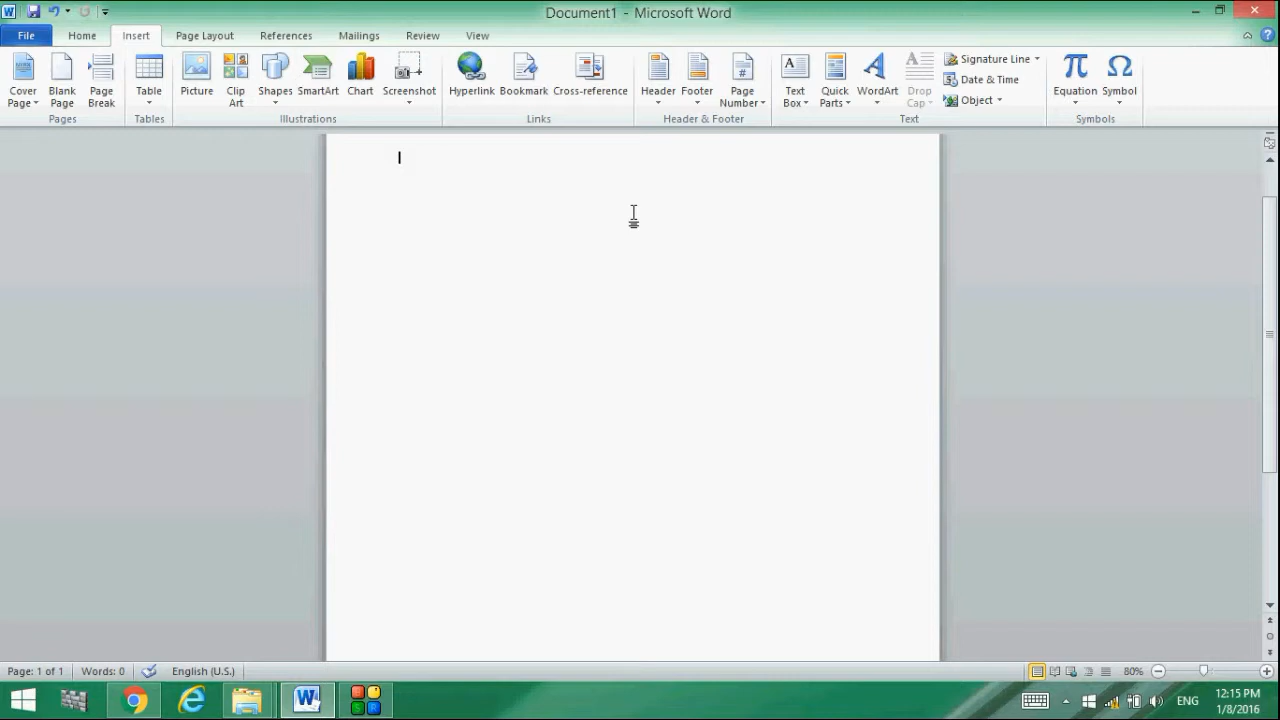 Document1 - Microsoft Word
File Home Insert Page Layout References Mailings Review View
Cover Page
Blank Page
Page Break
Pages
Table
Tables
Picture
Clip Art
Shapes
SmartArt
Chart
Screenshot
Illustrations
Hyperlink
Bookmark
Cross-reference
Links
Header
Footer
Page Number
Header & Footer
Text Box
Quick Parts
WordArt
Drop Cap
Signature Line
Date & Time
Object
Text
Equation
Symbol
Symbols
Page: 1 of 1 Words: 0 English (U.S.) 80%
ENG
12:15 PM
1/8/2016